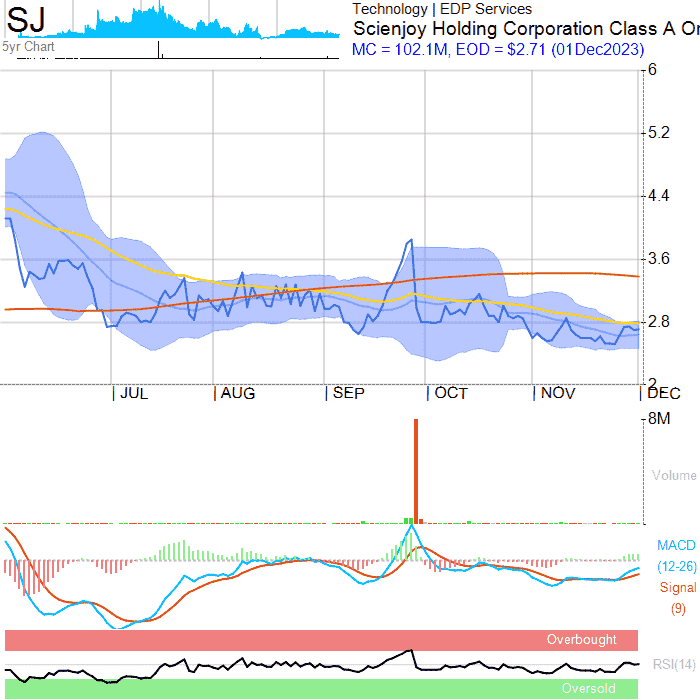 SJ
5yr Chart
Technology | EDP Services
Scienjoy Holding Corporation Class A Or
MC = 102.1M, EOD = $2.71 (01Dec2023)
6
5.2
4.4
3.6
2.8
2
JUL AUG SEP OCT NOV DEC
8M
Volume
MACD
(12-26)
Signal
(9)
Overbought
RSI(14)
Oversold